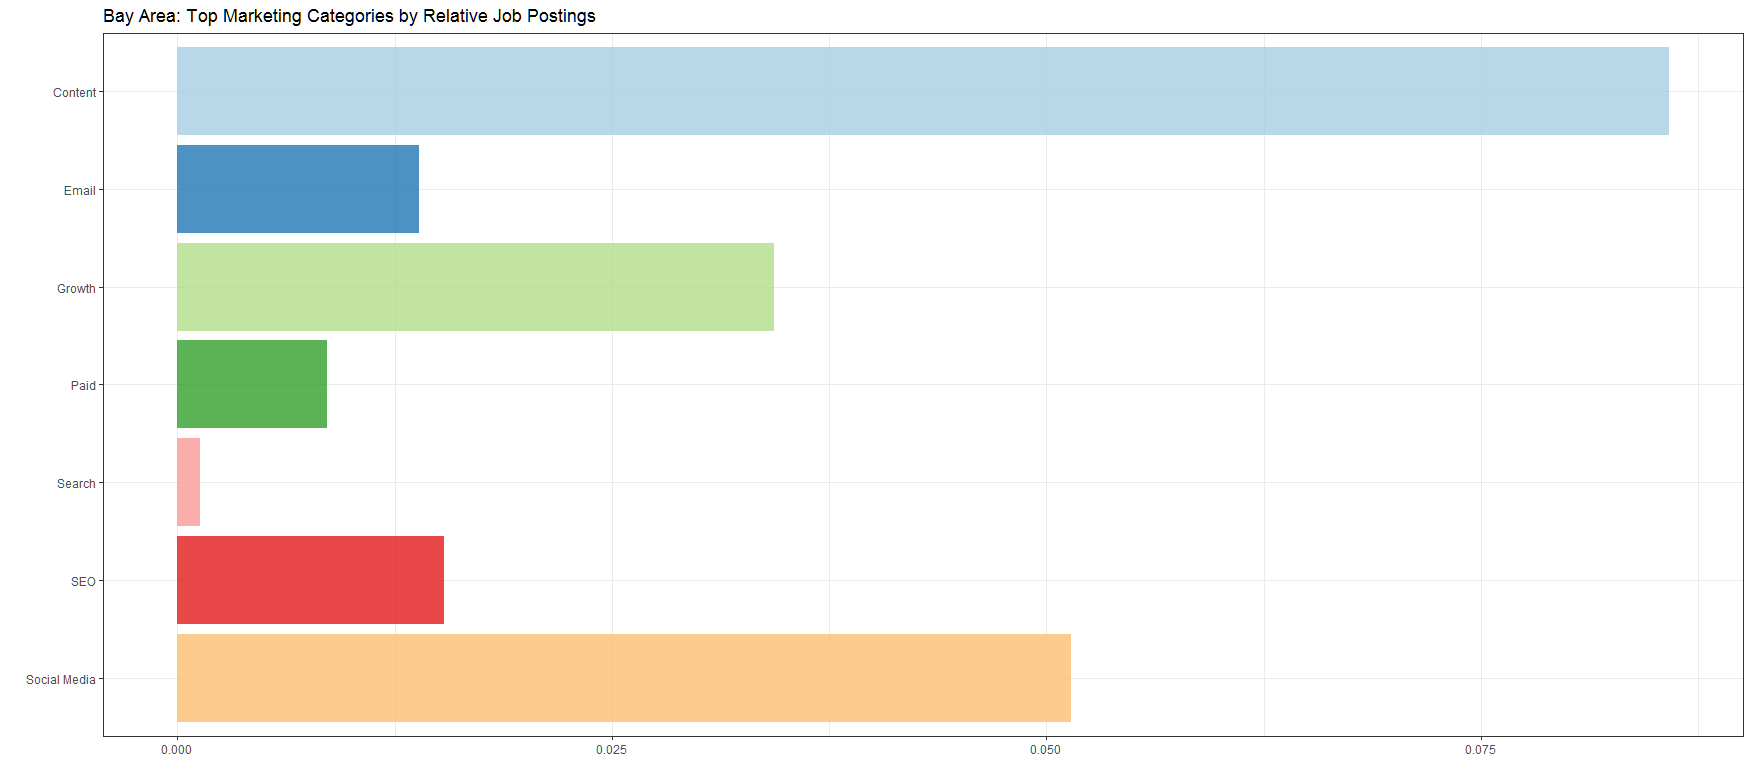 Bay Area: Top Marketing Categories by Relative Job Postings
Content
Email
Growth
Paid
Search
SEO
Social Media
0.000 0.025 0.050 0.075